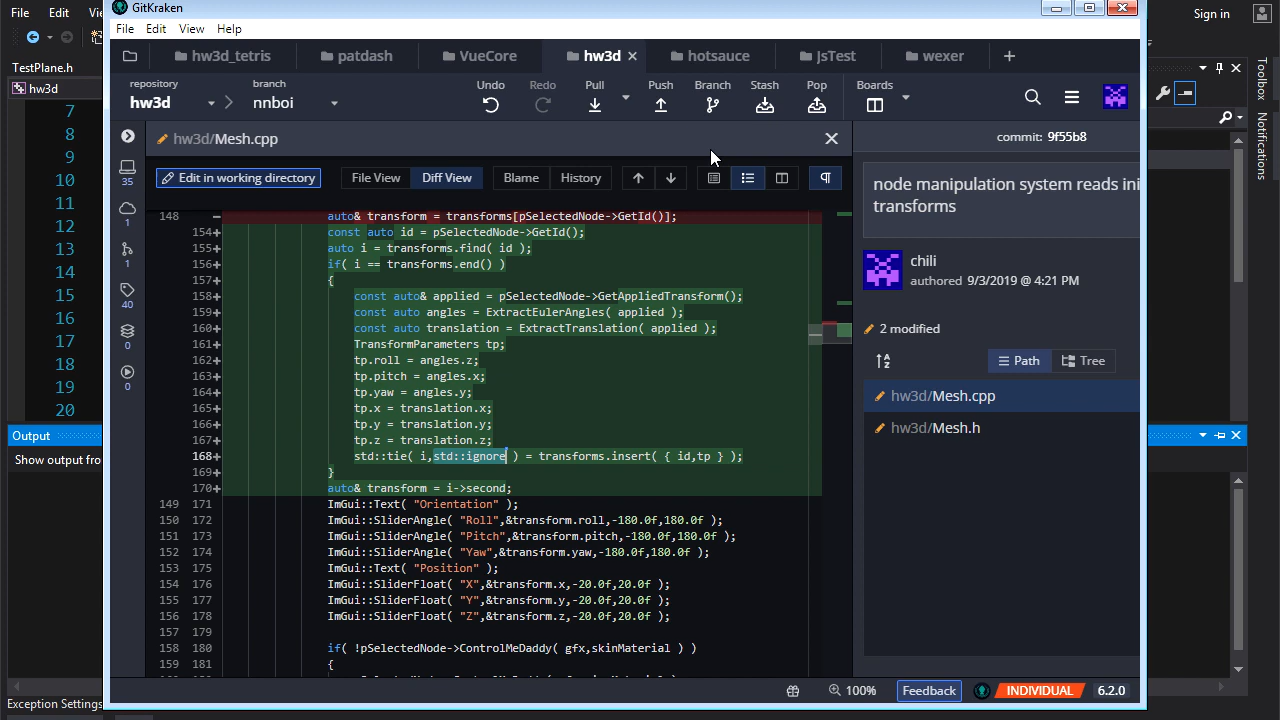 File Edit Vi
TestPlane.h
hw3d
7
8
9
10
11
12
13
14
15
16
17
18
19
20
Output
Show output fro
Exception Settings
GitKraken
File Edit View Help
hw3d_tetris patdash VueCore hw3d hotsauce JsTest wexer
repository
hw3d
branch
nnboi
Undo Redo Pull Push Branch Stash Pop Boards
35
1
1
40
0
0
hw3d/Mesh.cpp
Edit in working directory File View Diff View Blame History
148 − auto& transform = transforms[pSelectedNode->GetId()];
154+ const auto id = pSelectedNode->GetId();
155+ auto i = transforms.find( id );
156+ if( i == transforms.end() )
157+ {
158+ const auto& applied = pSelectedNode->GetAppliedTransform();
159+ const auto angles = ExtractEulerAngles( applied );
160+ const auto translation = ExtractTranslation( applied );
161+ TransformParameters tp;
162+ tp.roll = angles.z;
163+ tp.pitch = angles.x;
164+ tp.yaw = angles.y;
165+ tp.x = translation.x;
166+ tp.y = translation.y;
167+ tp.z = translation.z;
168+ std::tie( i,std::ignore ) = transforms.insert( { id,tp } );
169+ }
170+ auto& transform = i->second;
149 171 ImGui::Text( "Orientation" );
150 172 ImGui::SliderAngle( "Roll",&transform.roll,-180.0f,180.0f );
151 173 ImGui::SliderAngle( "Pitch",&transform.pitch,-180.0f,180.0f );
152 174 ImGui::SliderAngle( "Yaw",&transform.yaw,-180.0f,180.0f );
153 175 ImGui::Text( "Position" );
154 176 ImGui::SliderFloat( "X",&transform.x,-20.0f,20.0f );
155 177 ImGui::SliderFloat( "Y",&transform.y,-20.0f,20.0f );
156 178 ImGui::SliderFloat( "Z",&transform.z,-20.0f,20.0f );
157 179
158 180 if( !pSelectedNode->ControlMeDaddy( gfx,skinMaterial ) )
159 181 {
commit: 9f55b8
node manipulation system reads ini
transforms
chili
authored 9/3/2019 @ 4:21 PM
2 modified
Path Tree
hw3d/Mesh.cpp
hw3d/Mesh.h
100% Feedback INDIVIDUAL 6.2.0
Sign in
Toolbox
Notifications